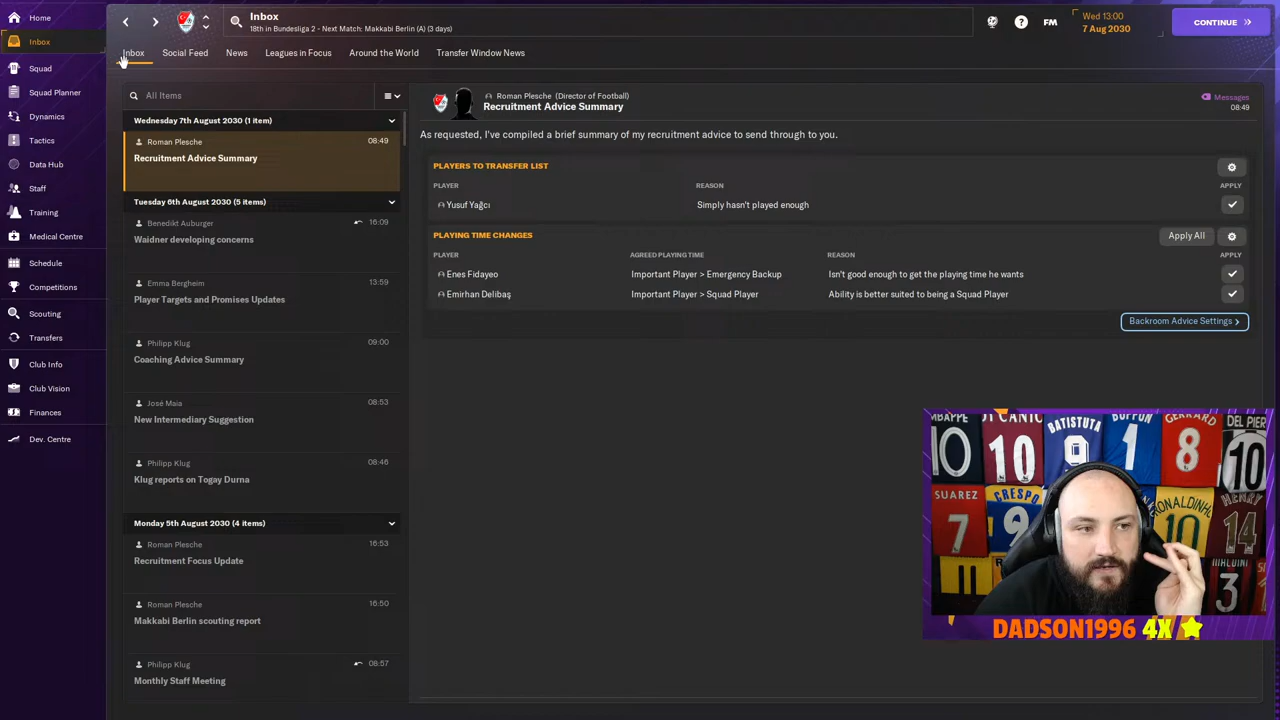 Home
Inbox
Squad
Squad Planner
Dynamics
Tactics
Data Hub
Staff
Training
Medical Centre
Schedule
Competitions
Scouting
Transfers
Club Info
Club Vision
Finances
Dev. Centre
Inbox
18th in Bundesliga 2 - Next Match: Makkabi Berlin (A) (3 days)
FM
Wed 13:00
7 Aug 2030
CONTINUE
Inbox
Social Feed
News
Leagues in Focus
Around the World
Transfer Window News
All Items
Wednesday 7th August 2030 (1 item)
Roman Plesche 08:49
Recruitment Advice Summary
Tuesday 6th August 2030 (5 items)
Benedikt Auburger 16:09
Waidner developing concerns
Emma Bergheim 13:59
Player Targets and Promises Updates
Philipp Klug 09:00
Coaching Advice Summary
José Maia 08:53
New Intermediary Suggestion
Philipp Klug 08:46
Klug reports on Togay Durna
Monday 5th August 2030 (4 items)
Roman Plesche 16:53
Recruitment Focus Update
Roman Plesche 16:50
Makkabi Berlin scouting report
Philipp Klug 08:57
Monthly Staff Meeting
Roman Plesche (Director of Football)
Recruitment Advice Summary
Messages
08:49
As requested, I've compiled a brief summary of my recruitment advice to send through to you.
PLAYERS TO TRANSFER LIST
PLAYER REASON APPLY
Yusuf Yağcı Simply hasn't played enough
PLAYING TIME CHANGES Apply All
PLAYER AGREED PLAYING TIME REASON APPLY
Enes Fidayeo Important Player > Emergency Backup Isn't good enough to get the playing time he wants
Emirhan Delibaş Important Player > Squad Player Ability is better suited to being a Squad Player
Backroom Advice Settings >
MBAPPE
10
DI CANIO
10
BATISTUTA
9
BUFFON
1
GERRARD
8
DEL PIER
10
SUAREZ
7
CRESPO
9
RONALDINH
10
HENRY
14
MALDINI
3
DADSON1996 4X